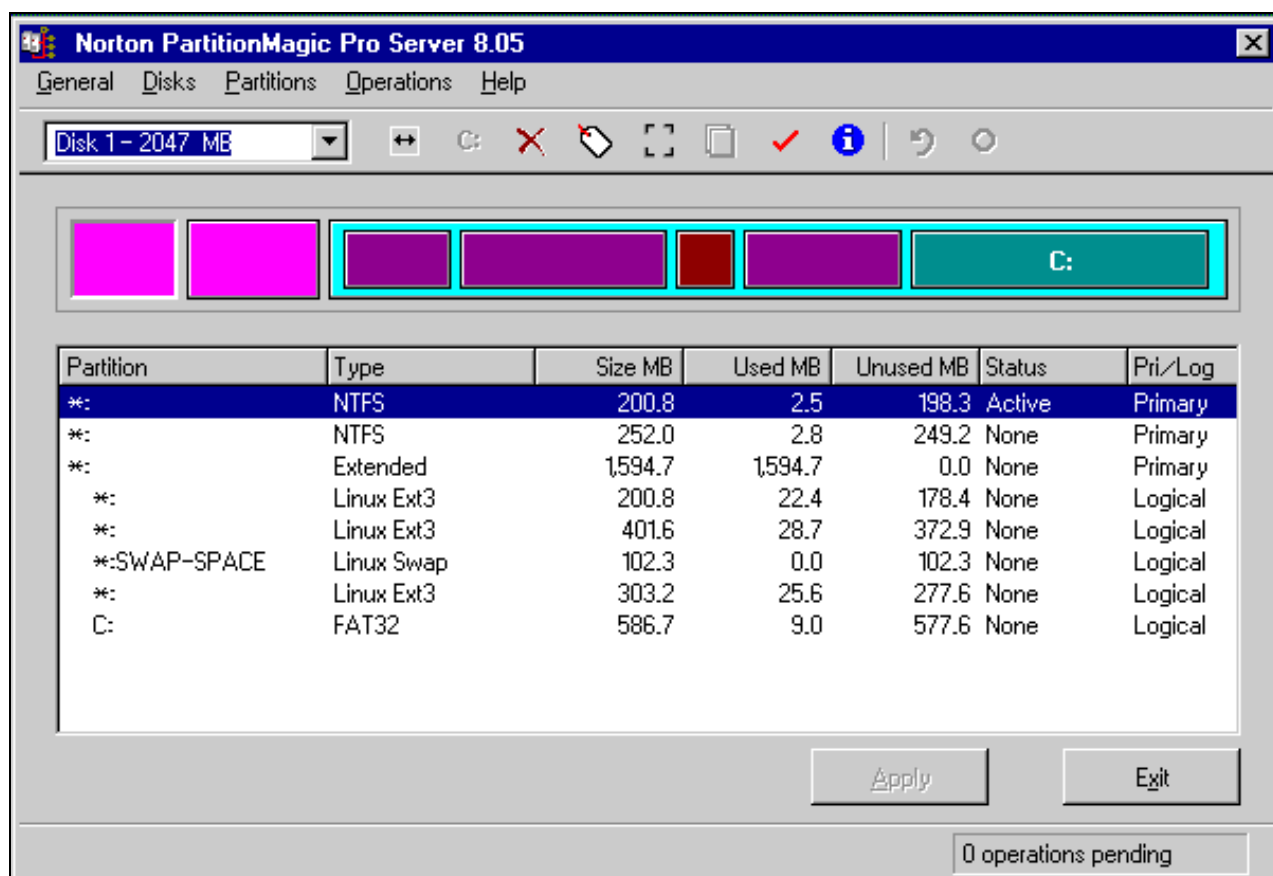 Norton PartitionMagic Pro Server 8.05
General Disks Partitions Operations Help
Disk 1 - 2047 MB C:
C:
Partition Type Size MB Used MB Unused MB Status Pri/Log
*: NTFS 200.8 2.5 198.3 Active Primary
*: NTFS 252.0 2.8 249.2 None Primary
*: Extended 1,594.7 1,594.7 0.0 None Primary
*: Linux Ext3 200.8 22.4 178.4 None Logical
*: Linux Ext3 401.6 28.7 372.9 None Logical
*:SWAP-SPACE Linux Swap 102.3 0.0 102.3 None Logical
*: Linux Ext3 303.2 25.6 277.6 None Logical
C: FAT32 586.7 9.0 577.6 None Logical
Apply Exit
0 operations pending